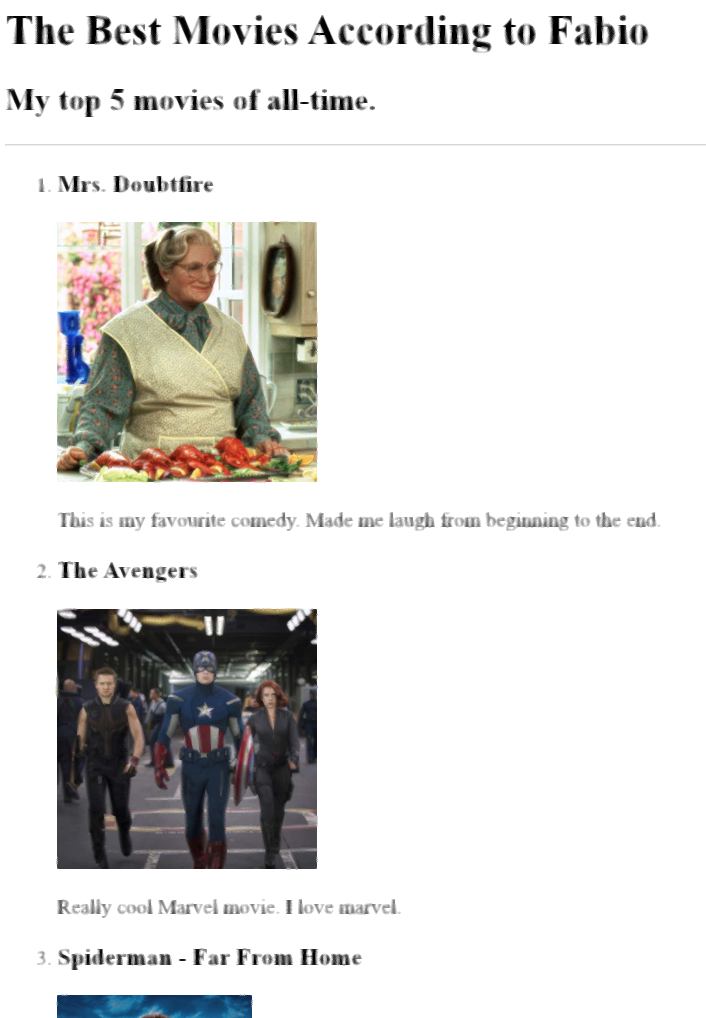 The Best Movies According to Fabio
My top 5 movies of all-time.
1. Mrs. Doubtfire
This is my favourite comedy. Made me laugh from beginning to the end.
2. The Avengers
Really cool Marvel movie. I love marvel.
3. Spiderman - Far From Home